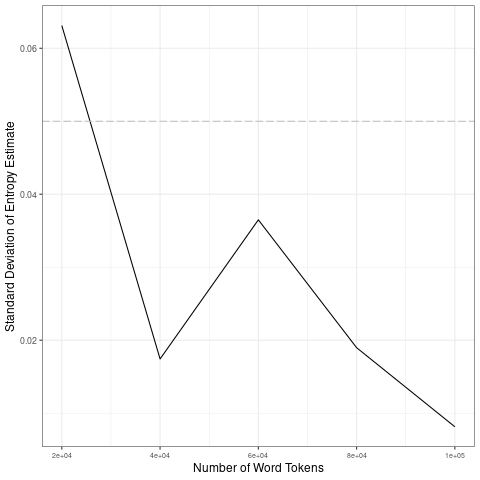 Standard Deviation of Entropy Estimate
0.06
0.04
0.02
2e+04 4e+04 6e+04 8e+04 1e+05
Number of Word Tokens